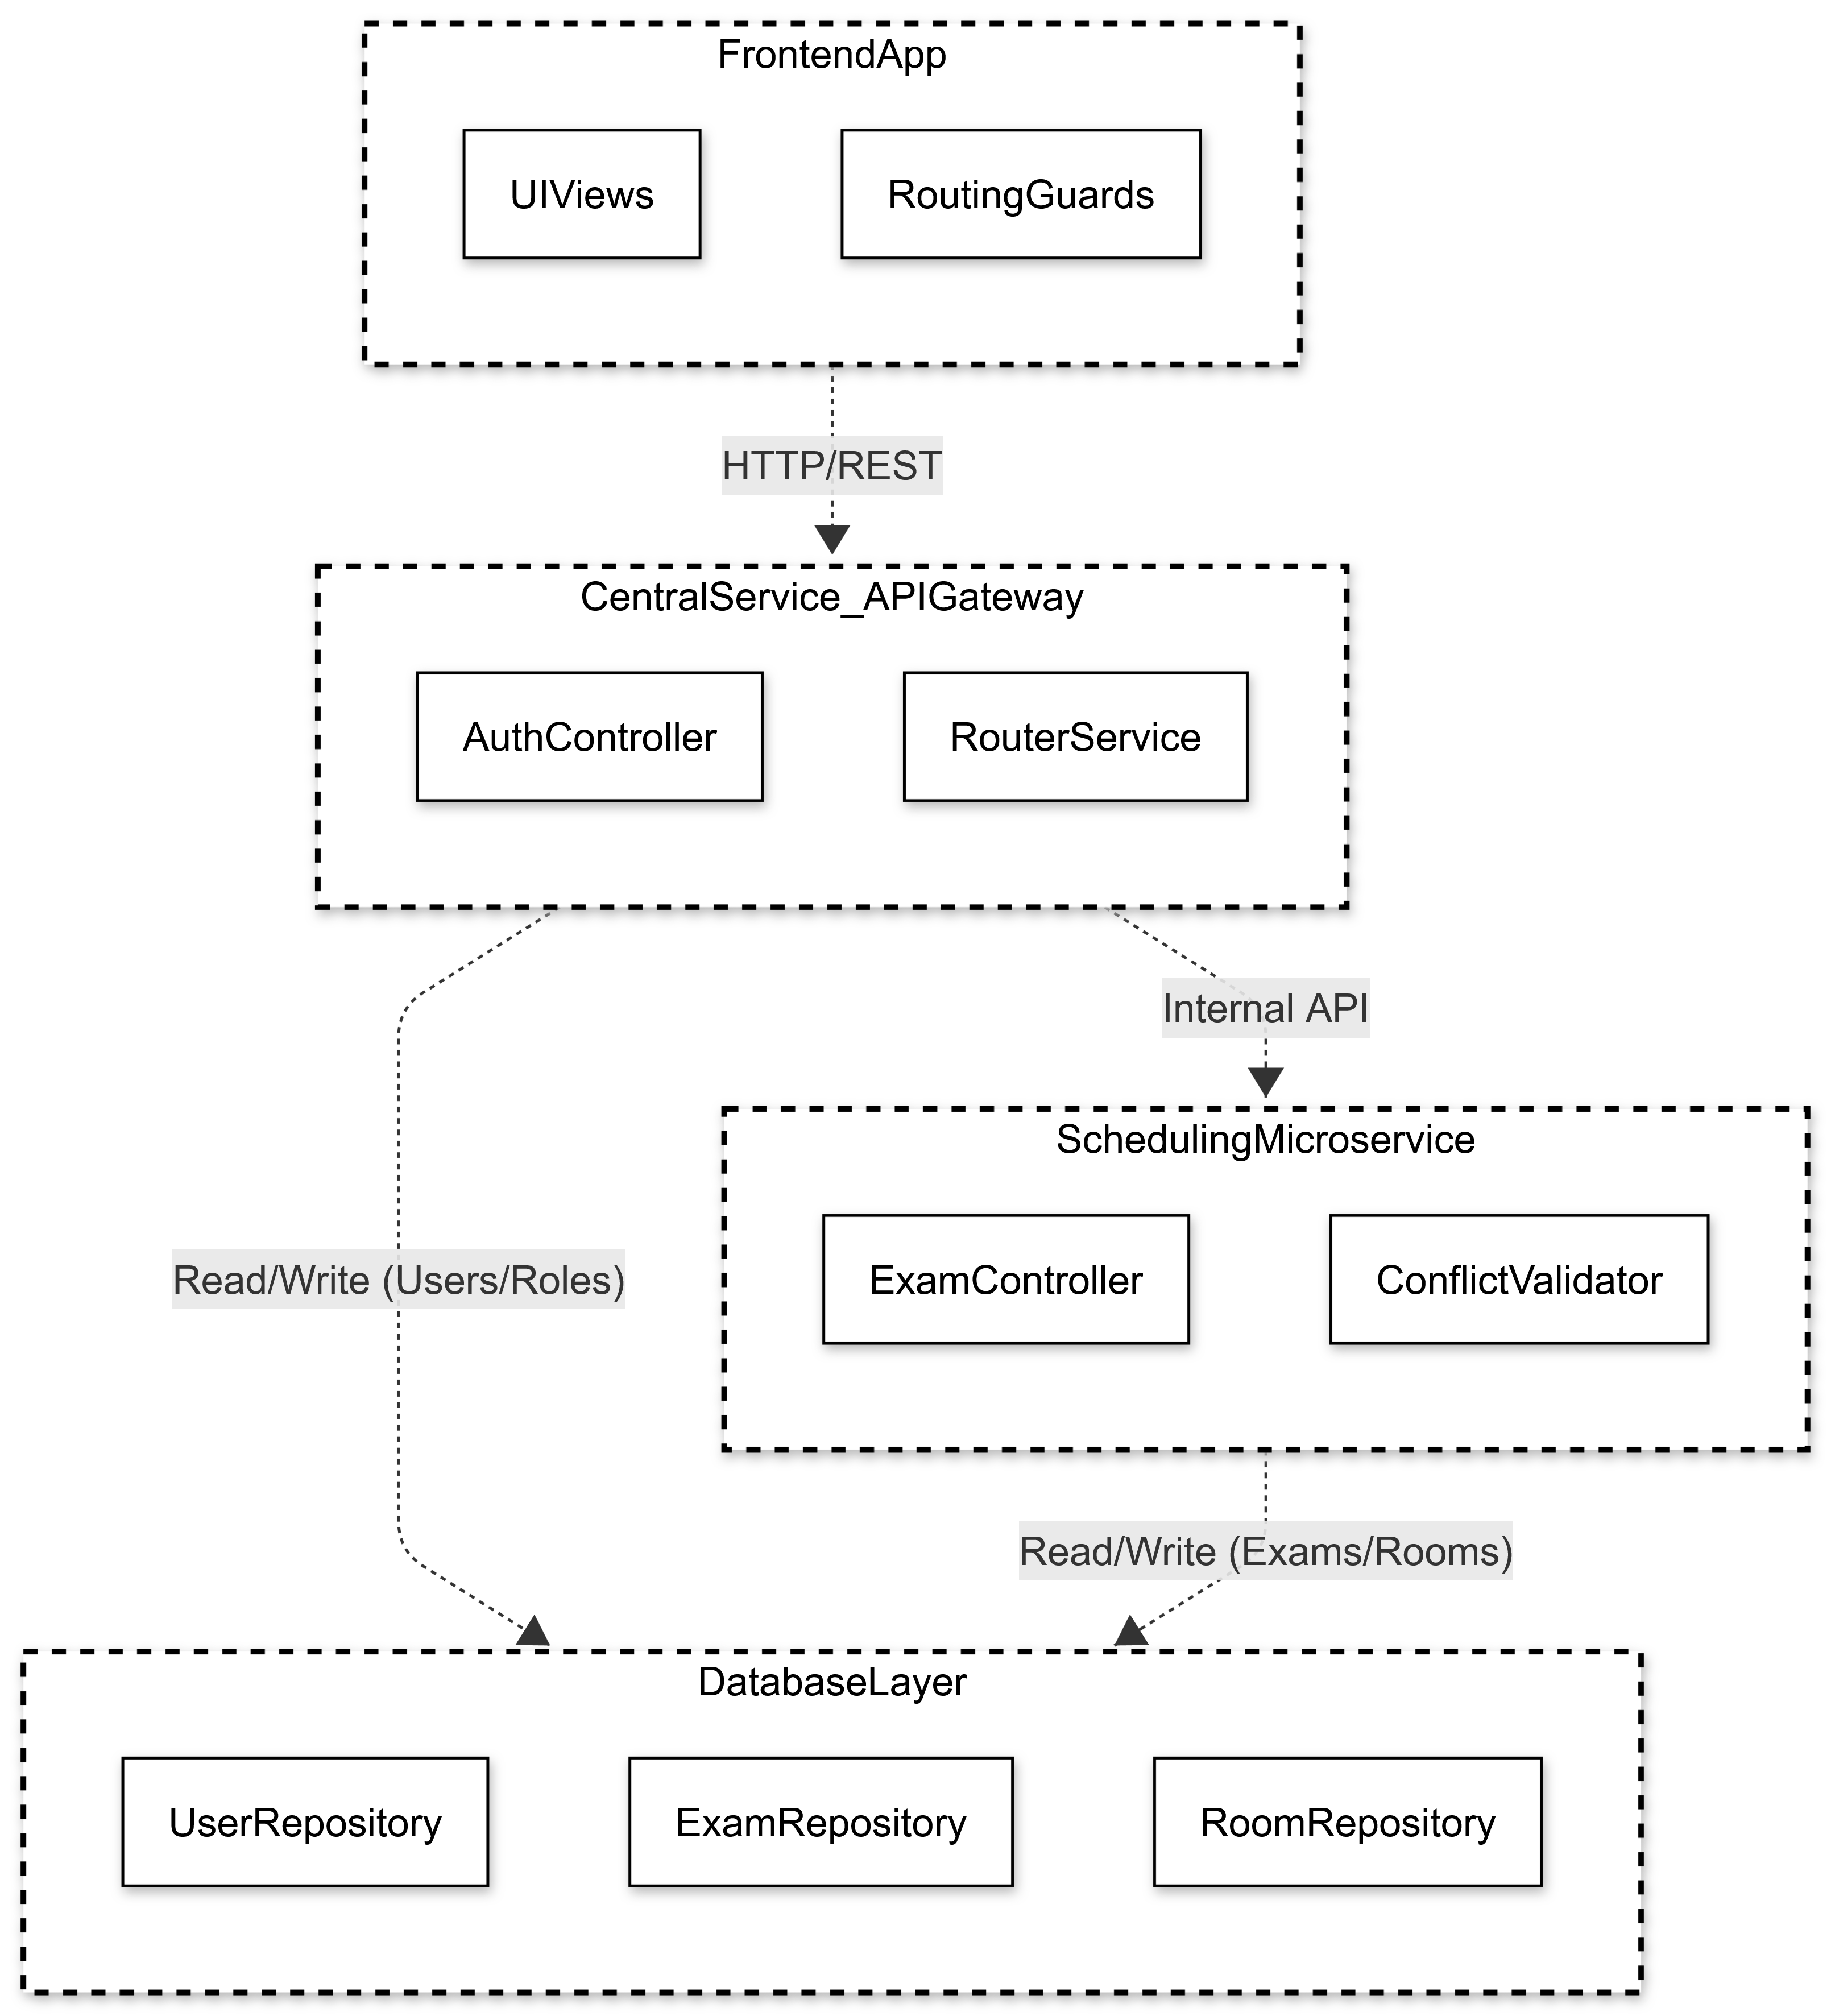 FrontendApp
UIViews
RoutingGuards
HTTP/REST
CentralService_APIGateway
AuthController
RouterService
Internal API
SchedulingMicroservice
Read/Write (Users/Roles)
ExamController
ConflictValidator
Read/Write (Exams/Rooms)
DatabaseLayer
UserRepository
ExamRepository
RoomRepository